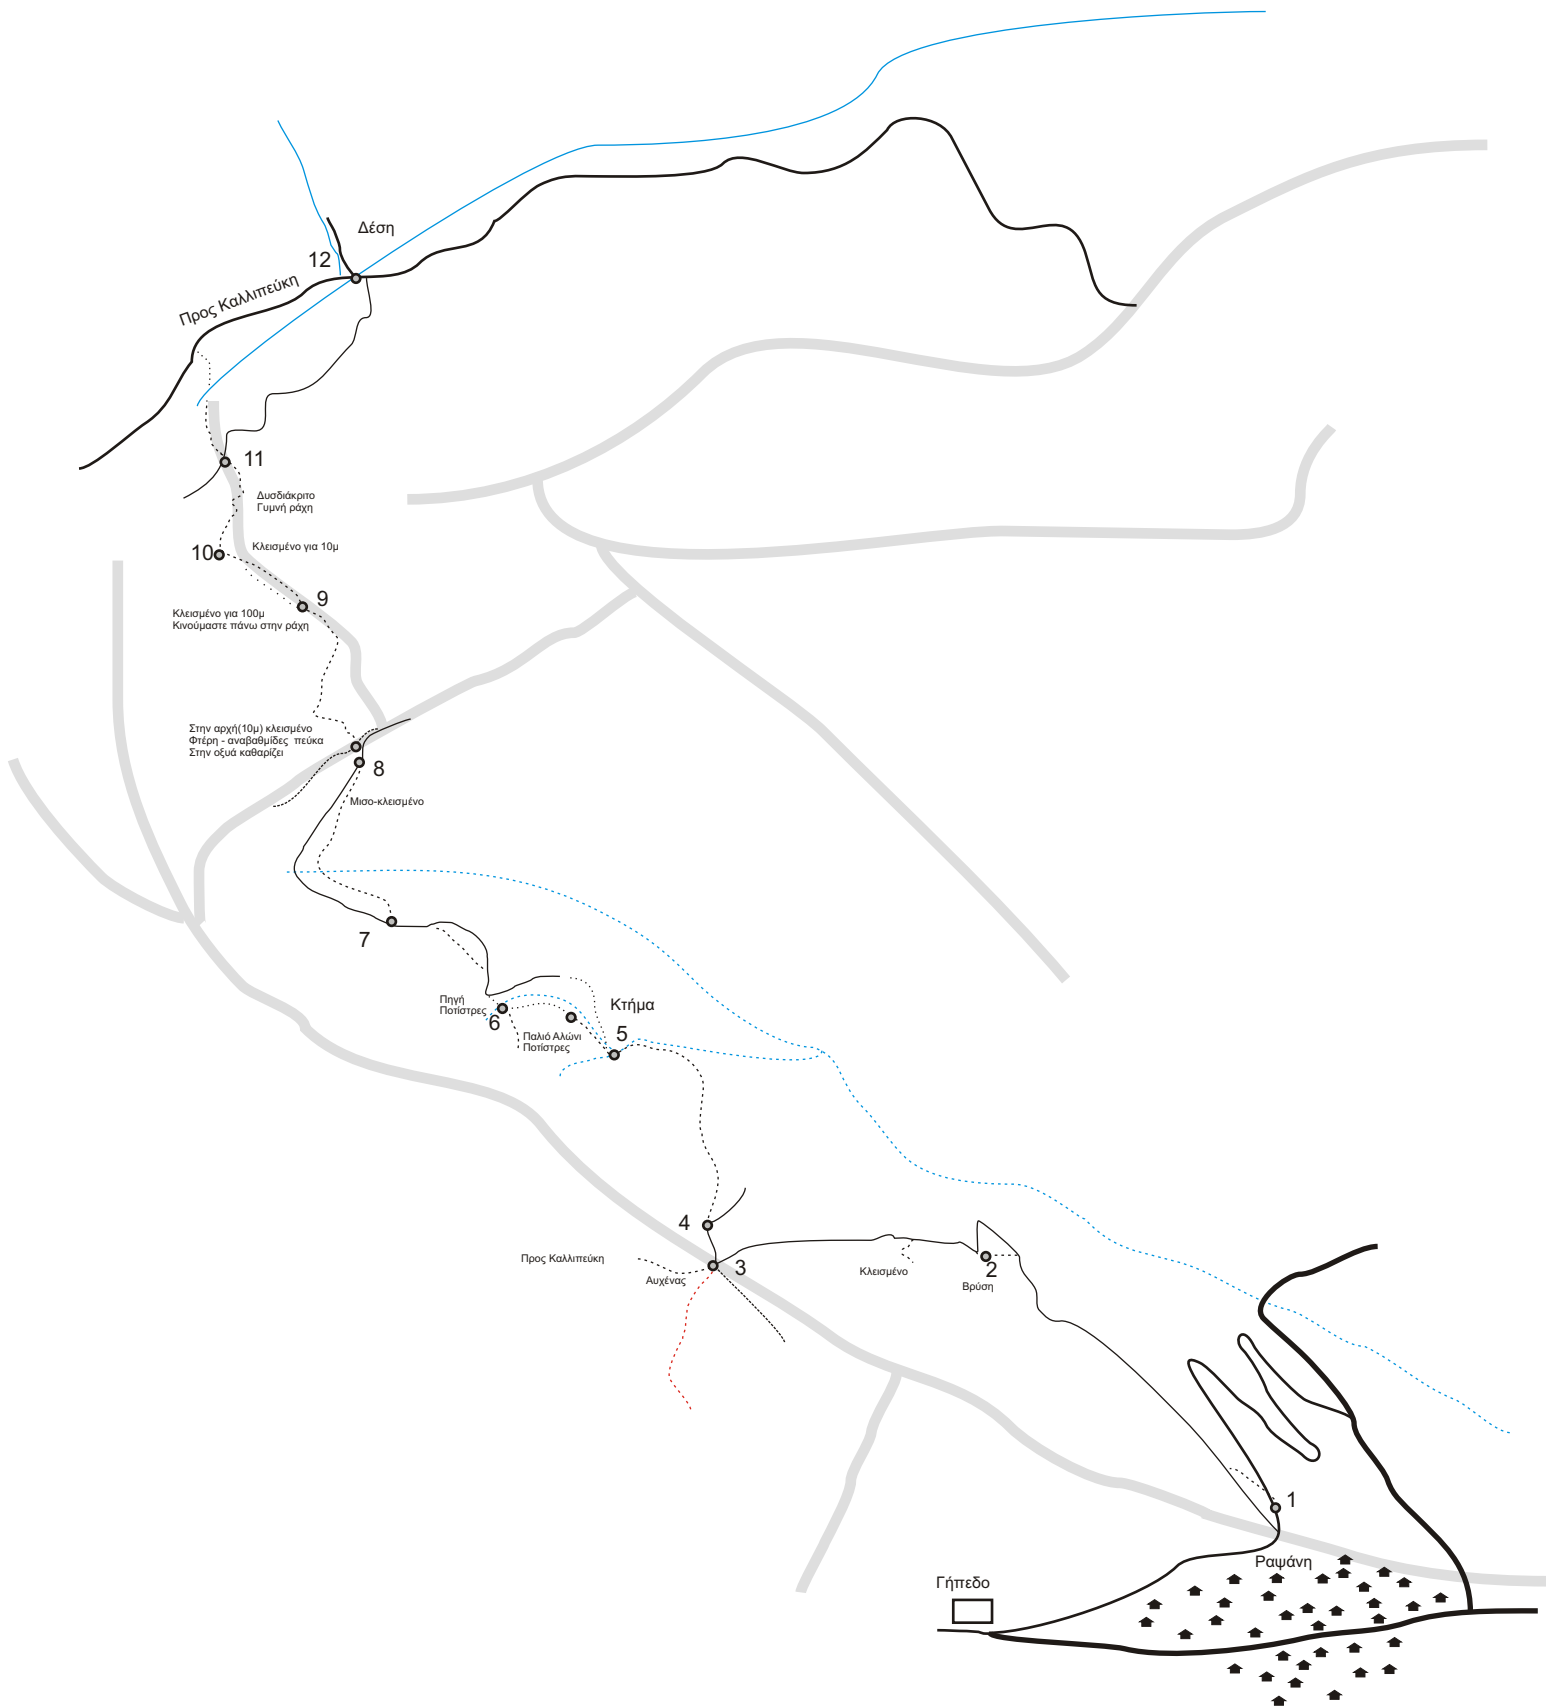 Δέση
12
Προς Καλλιπεύκη
11
Δυσδιάκριτο
Γυμνή ράχη
10
Κλεισμένο για 10μ
9
Κλεισμένο για 100μ
Κινούμαστε πάνω στην ράχη
Στην αρχή(10μ) κλεισμένο
Φτέρη - αναβαθμίδες πεύκα
Στην οξυά καθαρίζει
8
Μισο-κλεισμένο
7
Πηγή
Ποτίστρες
6
Κτήμα
Παλιό Αλώνι
Ποτίστρες
5
4
Προς Καλλιπεύκη
Αυχένας
3
Κλεισμένο
2
Βρύση
1
Ραψάνη
Γήπεδο